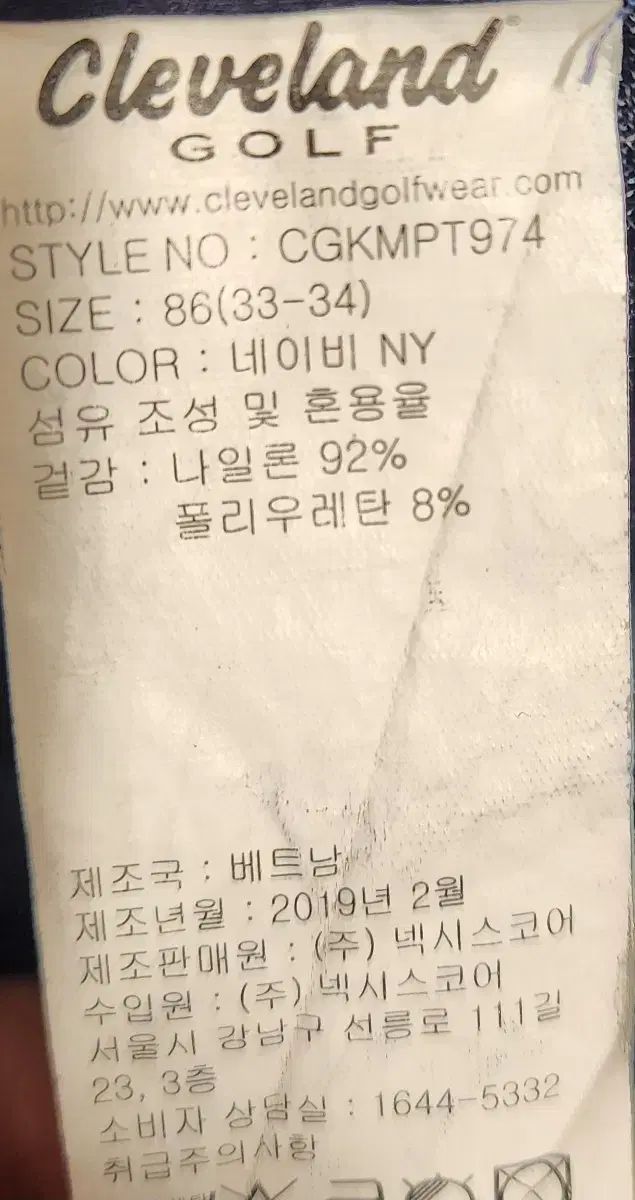 Cleveland
GOLF
http://www.clevelandgolfwear.com
STYLE NO : CGKMPT974
SIZE : 86(33-34)
COLOR : 네이비 NY
섬유 조성 및 혼용율
겉감 : 나일론 92%
폴리우레탄 8%
제조국 : 베트남
제조년월 : 2019년 2월
제조판매원 : (주) 넥시스코어
수입원 : (주) 넥시스코어
서울시 강남구 선릉로 111길
23, 3층
소비자 상담실 : 1644-5332
취급주의사항